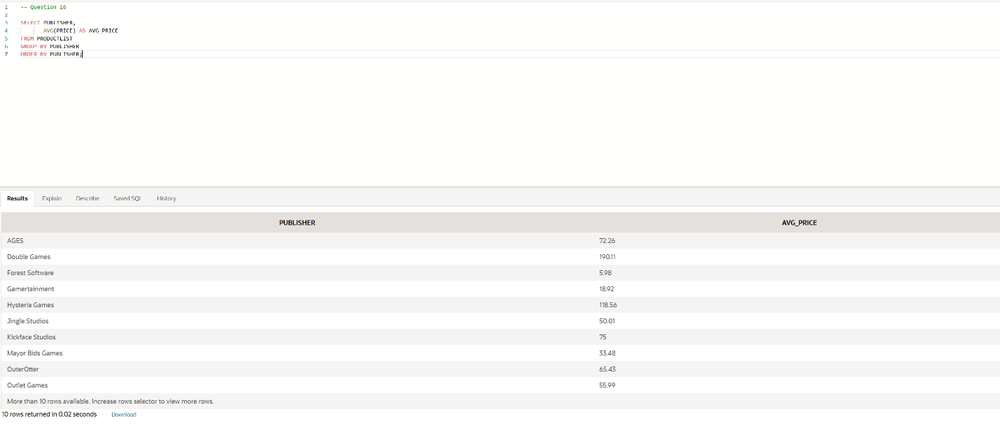 1 -- Question 16
2
3 SELECT PUBLISHER,
4 AVG(PRICE) AS AVG_PRICE
5 FROM PRODUCTLIST
6 GROUP BY PUBLISHER
7 ORDER BY PUBLISHER;
Results Explain Describe Saved SQL History
PUBLISHER AVG_PRICE
AGES 72.26
Double Games 190.11
Forest Software 5.98
Gamertainment 18.92
Hysteria Games 118.56
Jingle Studios 50.01
Kickface Studios 75
Mayor Bids Games 33.48
OuterOtter 65.43
Outlet Games 55.99
More than 10 rows available. Increase rows selector to view more rows.
10 rows returned in 0.02 seconds Download